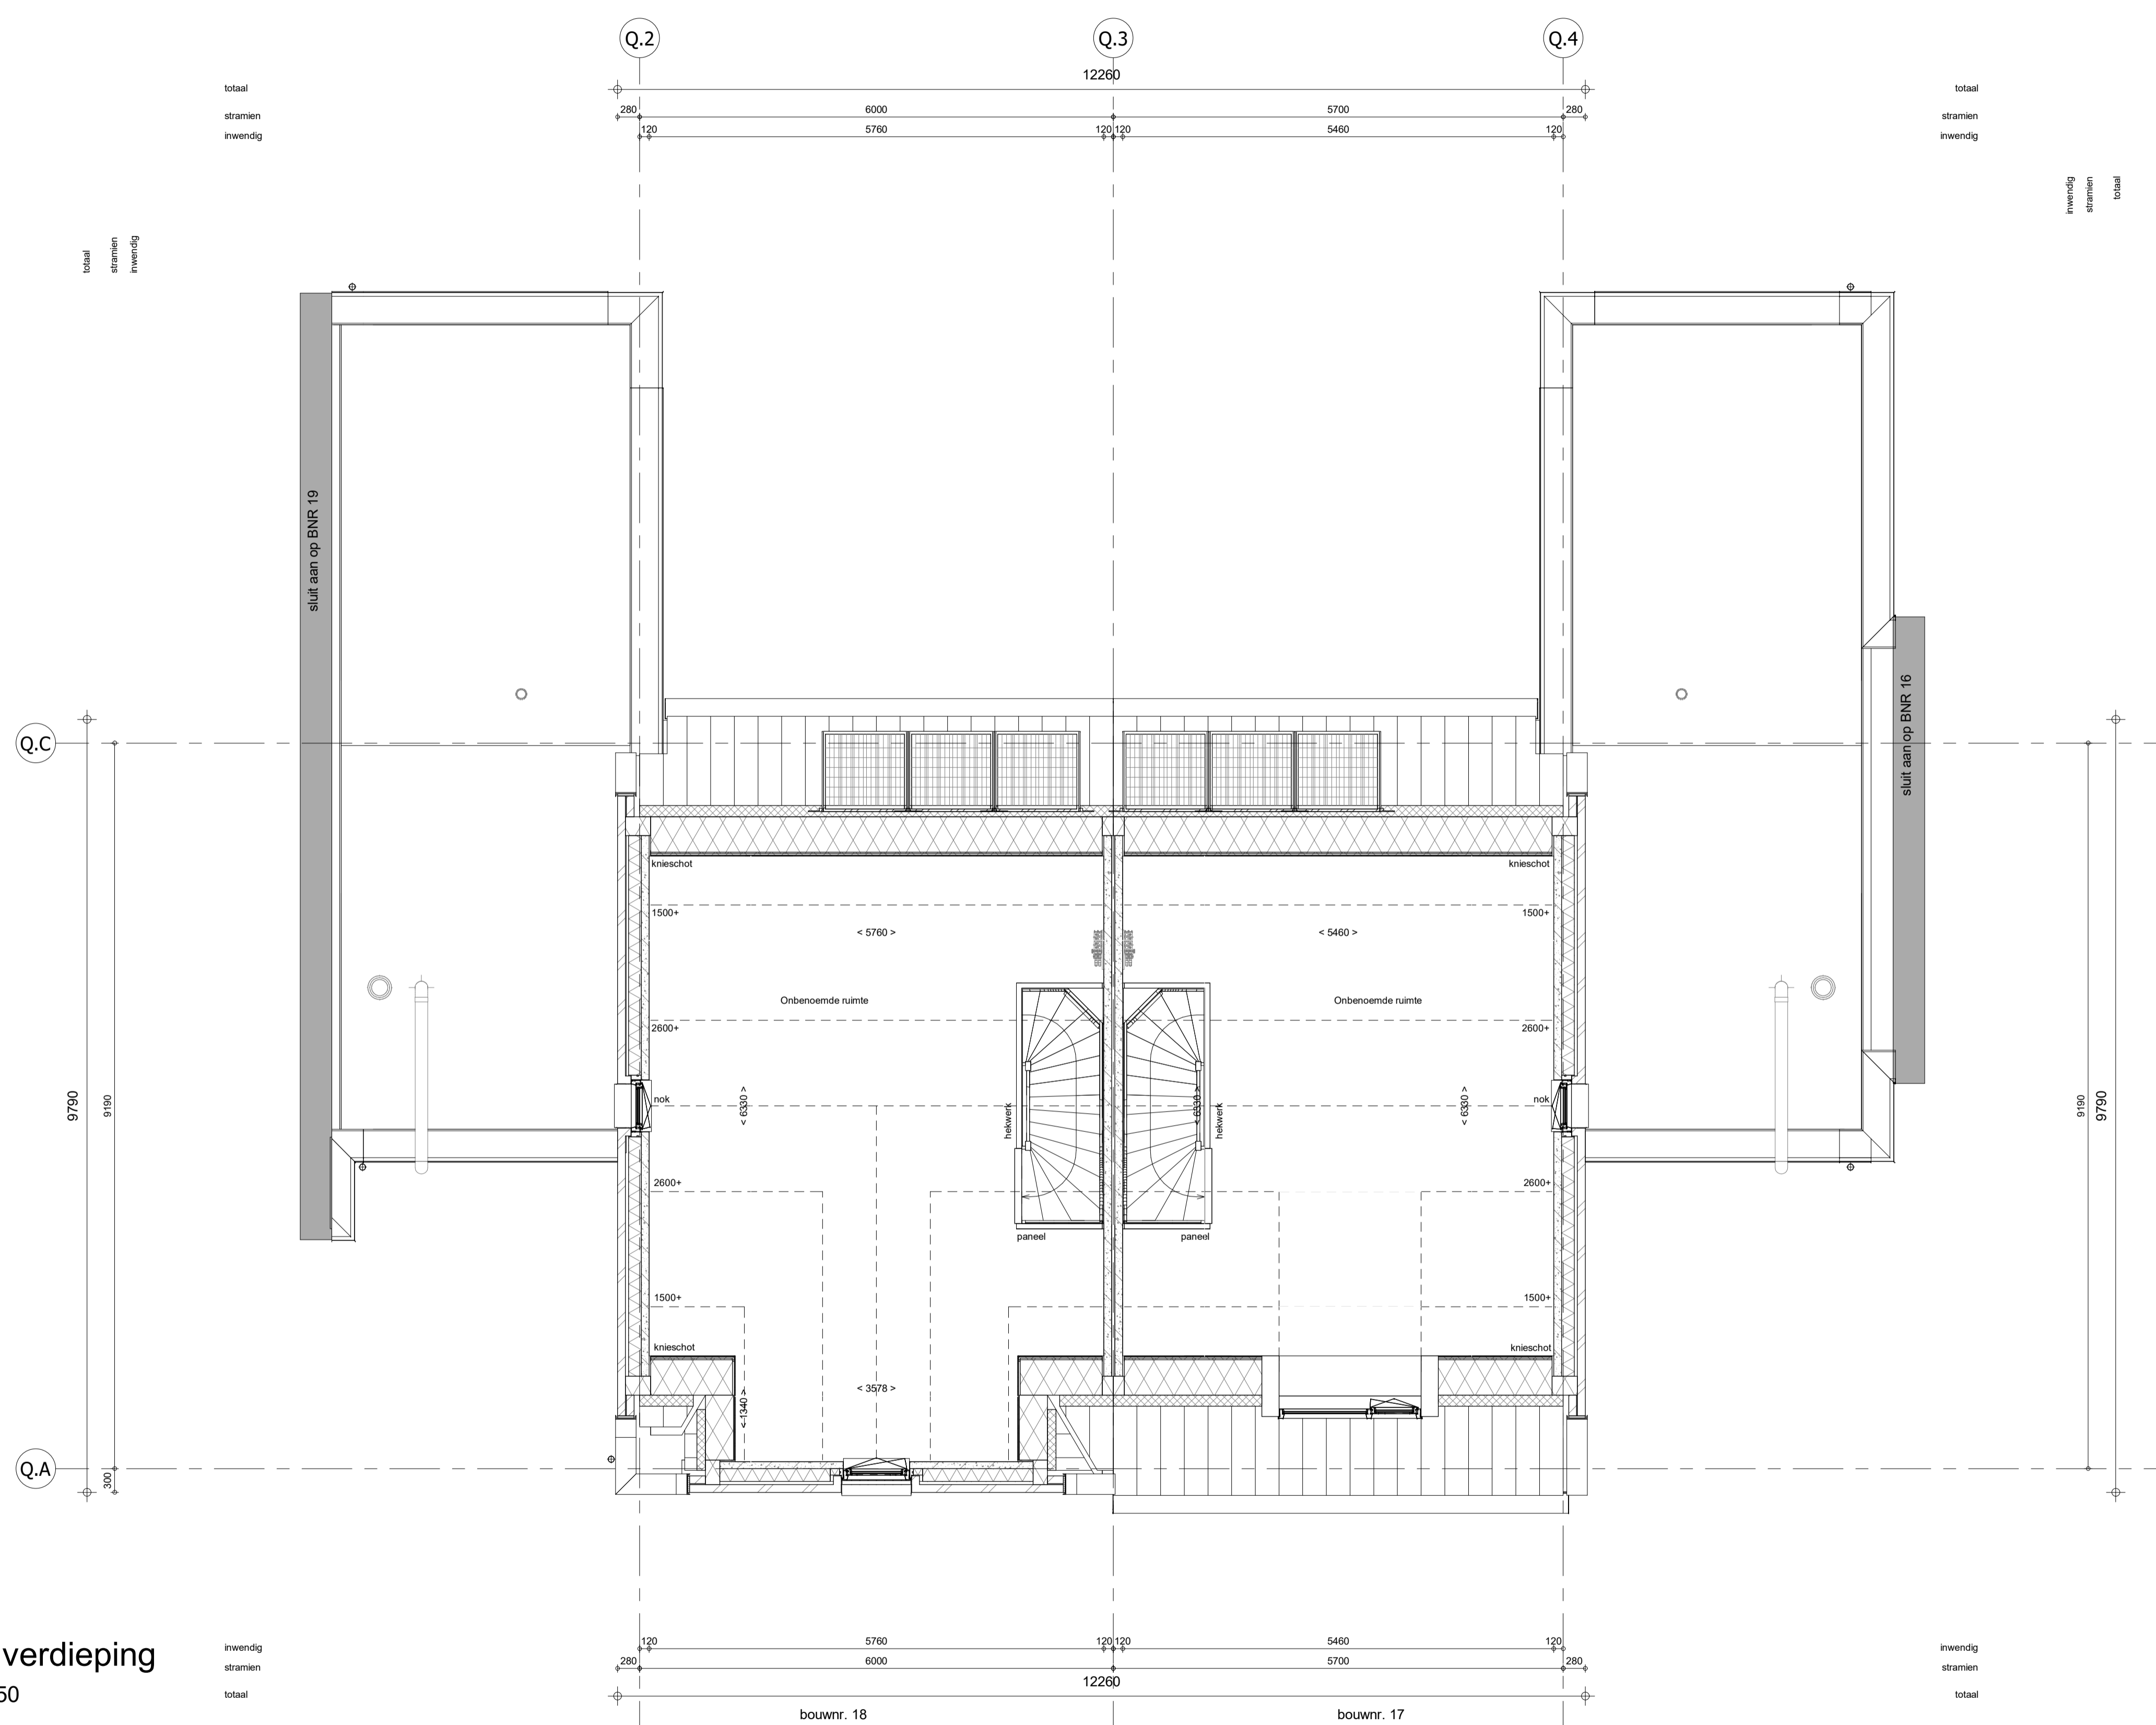 Q.2
Q.3
Q.4
12260
totaal
totaal
280
6000
5700
280
stramien
stramien
120
5760
120
120
5460
120
inwendig
inwendig
totaal
stramien
inwendig
inwendig
stramien
totaal
sluit aan op BNR 19
sluit aan op BNR 16
Q.C
knieschot
knieschot
1500+
1500+
< 5760 >
< 5460 >
Onbenoemde ruimte
Onbenoemde ruimte
2600+
2600+
9790
9190
nok
< 6330 >
hekwerk
< 6330 >
hekwerk
< 6330 >
nok
9190
9790
2600+
2600+
paneel
paneel
1500+
1500+
knieschot
knieschot
< 1340 >
< 3578 >
Q.A
300
verdieping
50
inwendig
120
5760
120
120
5460
120
inwendig
stramien
280
6000
5700
280
stramien
12260
totaal
totaal
bouwnr. 18
bouwnr. 17